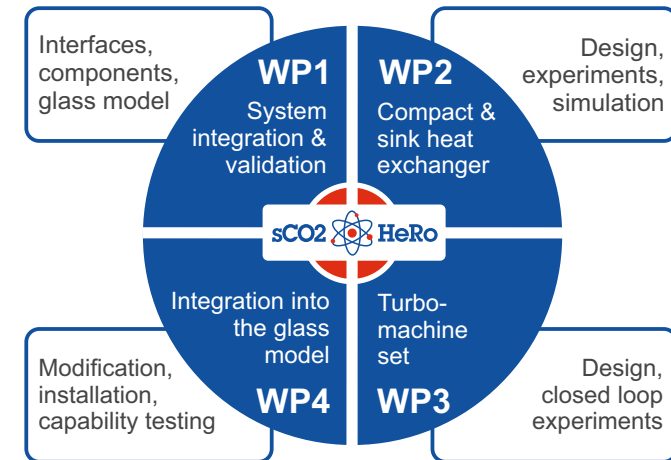 Interfaces,
components,
glass model
WP1
System
integration &
validation
WP2
Compact &
sink heat
exchanger
Design,
experiments,
simulation
sCO2 HeRo
Modification,
installation,
capability testing
Integration into
the glass
model
WP4
Turbo-
machine
set
WP3
Design,
closed loop
experiments